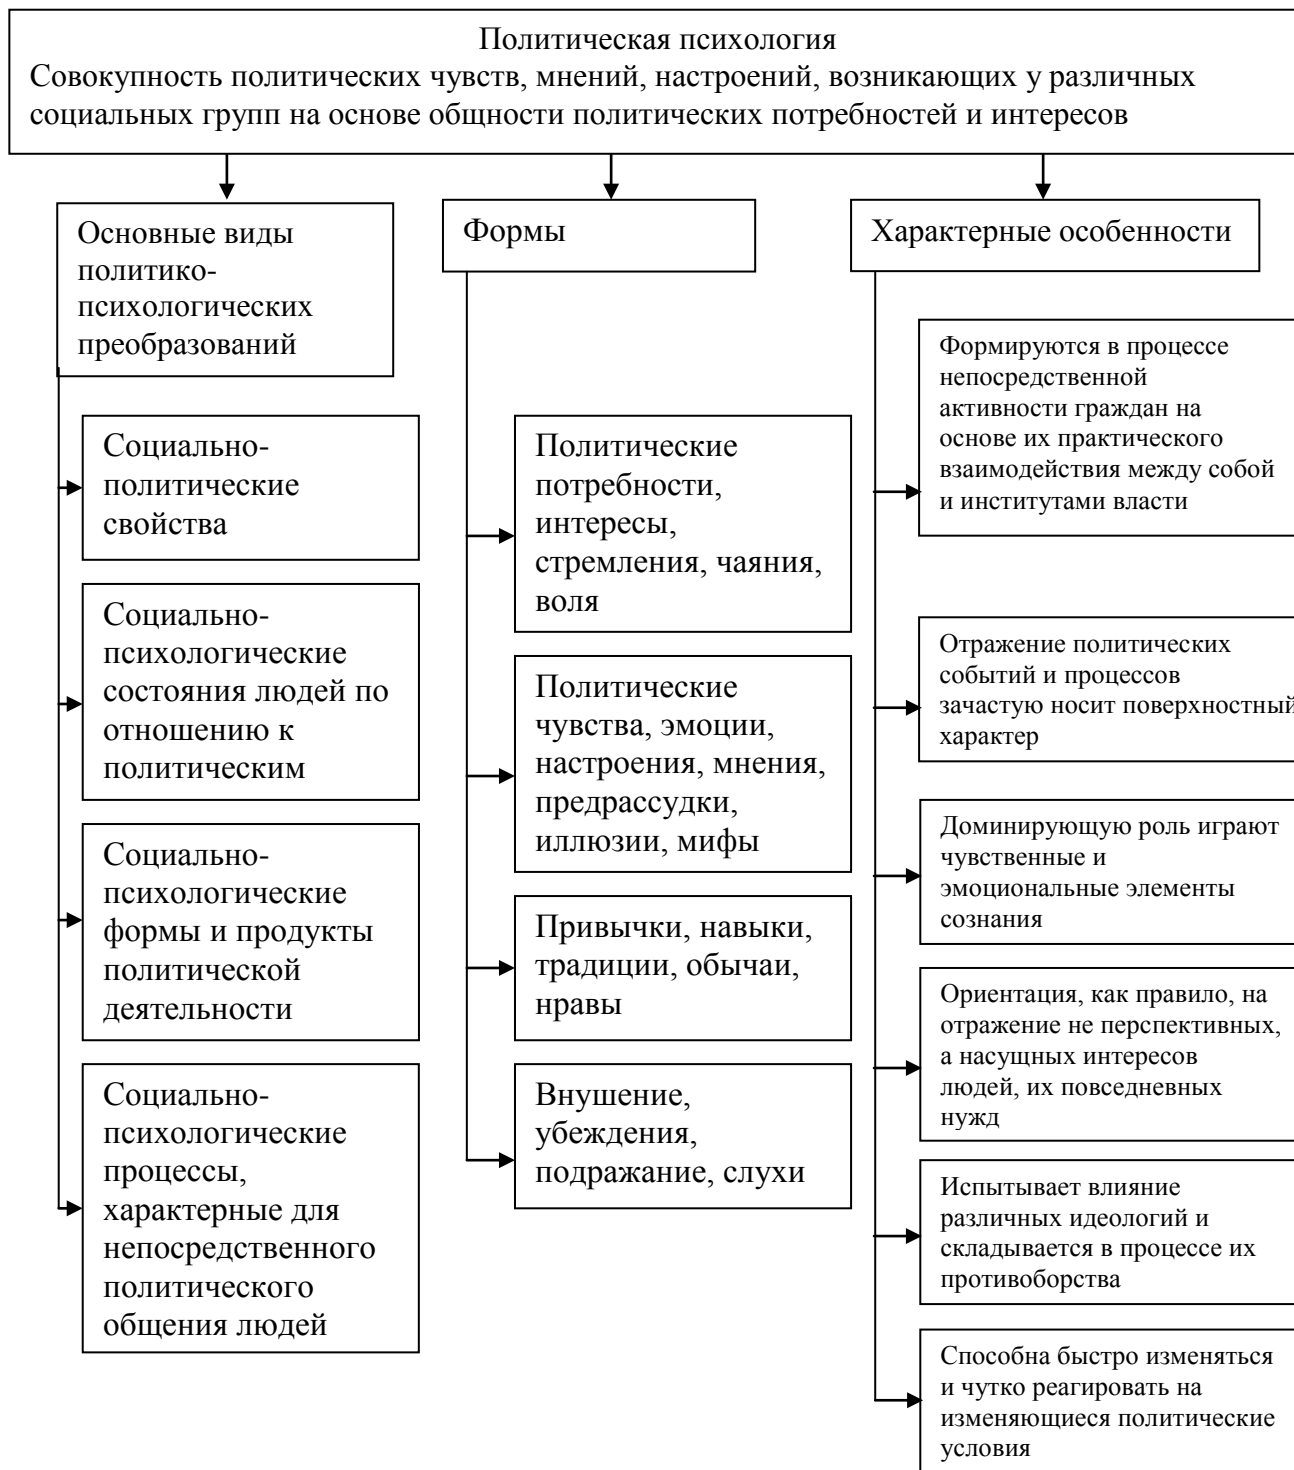 Политическая психология
Совокупность политических чувств, мнений, настроений, возникающих у различных
социальных групп на основе общности политических потребностей и интересов
Основные виды
политико-
психологических
преобразований
Социально-
политические
свойства
Социально-
психологические
состояния людей по
отношению к
политическим
Социально-
психологические
формы и продукты
политической
деятельности
Социально-
психологические
процессы,
характерные для
непосредственного
политического
общения людей
Формы
Политические
потребности,
интересы,
стремления, чаяния,
воля
Политические
чувства, эмоции,
настроения, мнения,
предрассудки,
иллюзии, мифы
Привычки, навыки,
традиции, обычаи,
нравы
Внушение,
убеждения,
подражание, слухи
Характерные особенности
Формируются в процессе
непосредственной
активности граждан на
основе их практического
взаимодействия между собой
и институтами власти
Отражение политических
событий и процессов
зачастую носит поверхностный
характер
Доминирующую роль играют
чувственные и
эмоциональные элементы
сознания
Ориентация, как правило, на
отражение не перспективных,
а насущных интересов
людей, их повседневных
нужд
Испытывает влияние
различных идеологий и
складывается в процессе их
противоборства
Способна быстро изменяться
и чутко реагировать на
изменяющиеся политические
условия